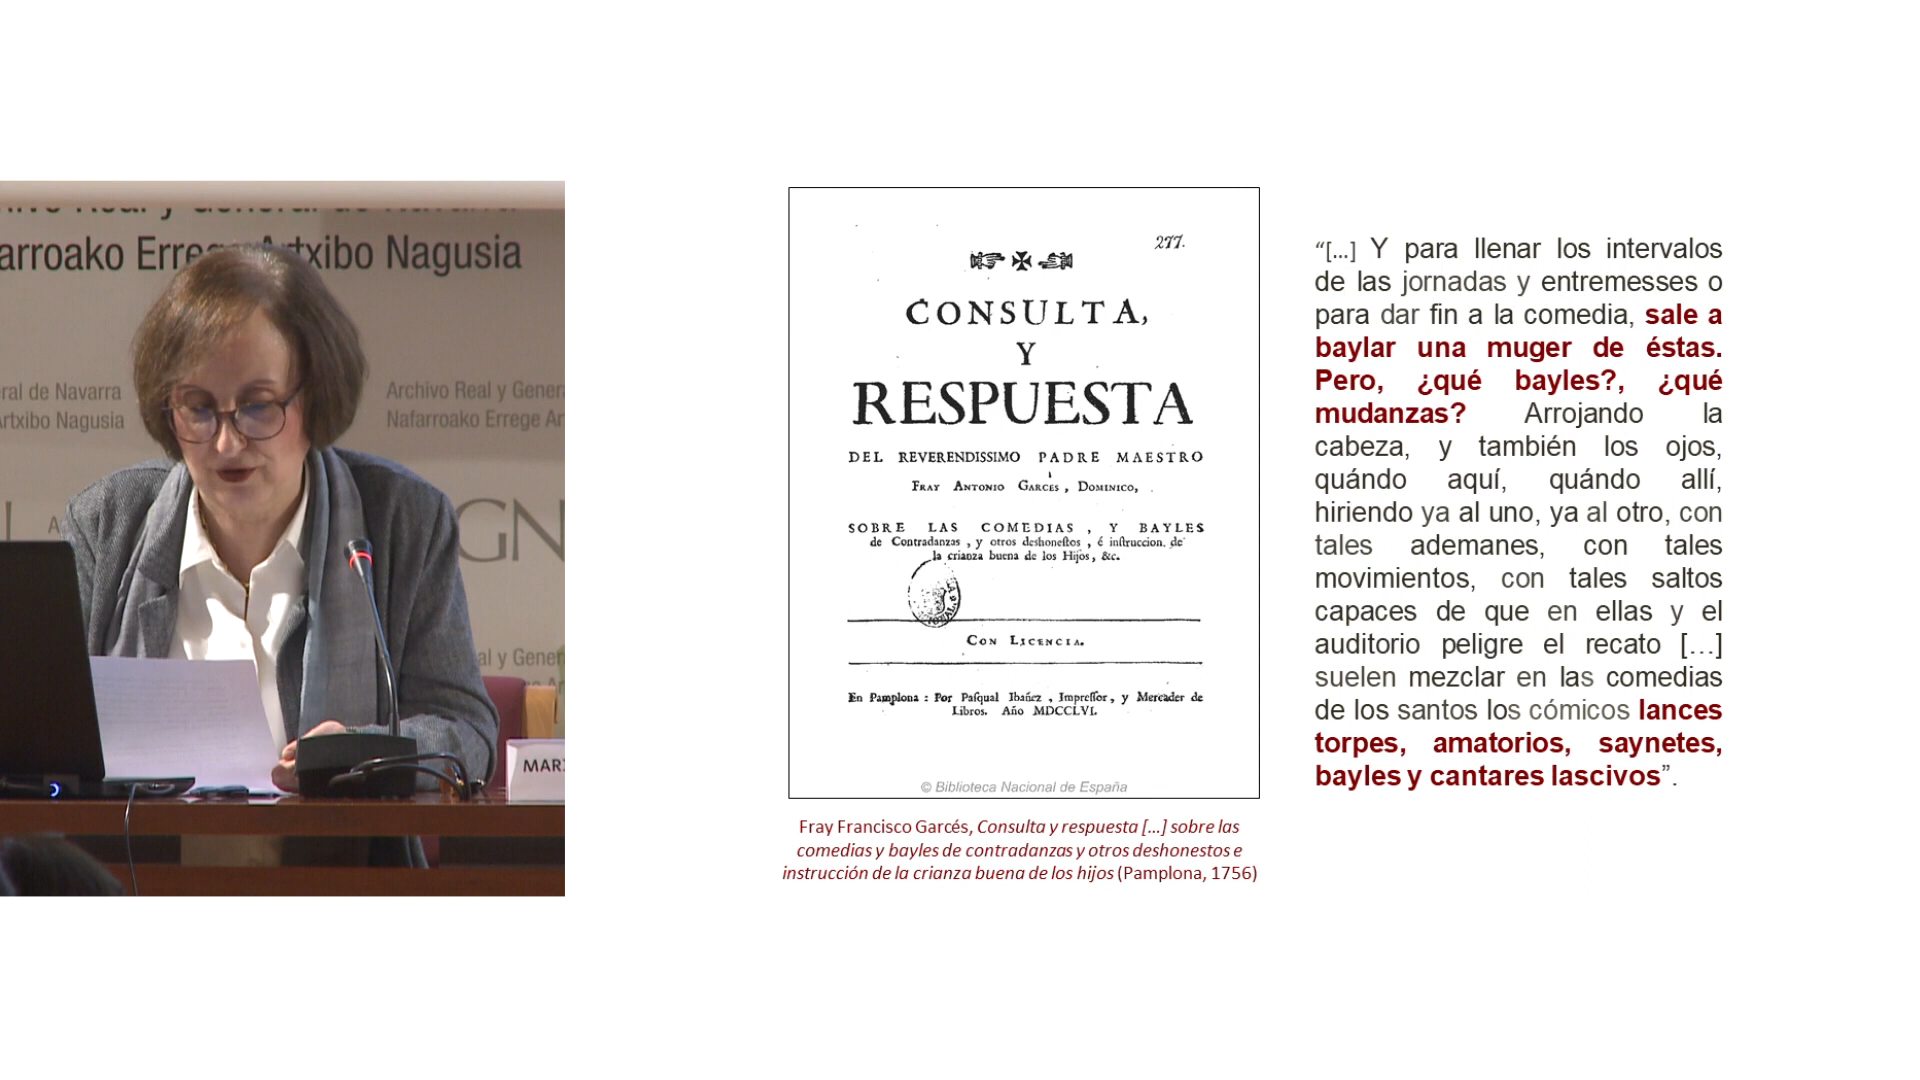 Nafarroako Errege Artxibo Nagusia
ral de Navarra
Artxibo Nagusia
Archivo Real y Gener
Nafarroako Errege Ar
GN
al y Gener
MAR
277.
CONSULTA,
Y
RESPUESTA
DEL REVERENDISSIMO PADRE MAESTRO
FRAY ANTONIO GARCES, DOMINICO,
SOBRE LAS COMEDIAS, Y BAYLES
de Contradanzas, y otros deshonestos, é instruccion de
la crianza buena de los Hijos, &c.
CON LICENCIA.
En Pamplona: Por Pasqual Ibañez, Impressor, y Mercader de
Libros. Año MDCCLVI.
© Biblioteca Nacional de España
Fray Francisco Garcés, Consulta y respuesta [...] sobre las
comedias y bayles de contradanzas y otros deshonestos e
instrucción de la crianza buena de los hijos (Pamplona, 1756)
“[...] Y para llenar los intervalos
de las jornadas y entremesses o
para dar fin a la comedia, sale a
baylar una muger de éstas.
Pero, ¿qué bayles?, ¿qué
mudanzas? Arrojando la
cabeza, y también los ojos,
quándo aquí, quándo allí,
hiriendo ya al uno, ya al otro, con
tales ademanes, con tales
movimientos, con tales saltos
capaces de que en ellas y el
auditorio peligre el recato [...]
suelen mezclar en las comedias
de los santos los cómicos lances
torpes, amatorios, saynetes,
bayles y cantares lascivos”.